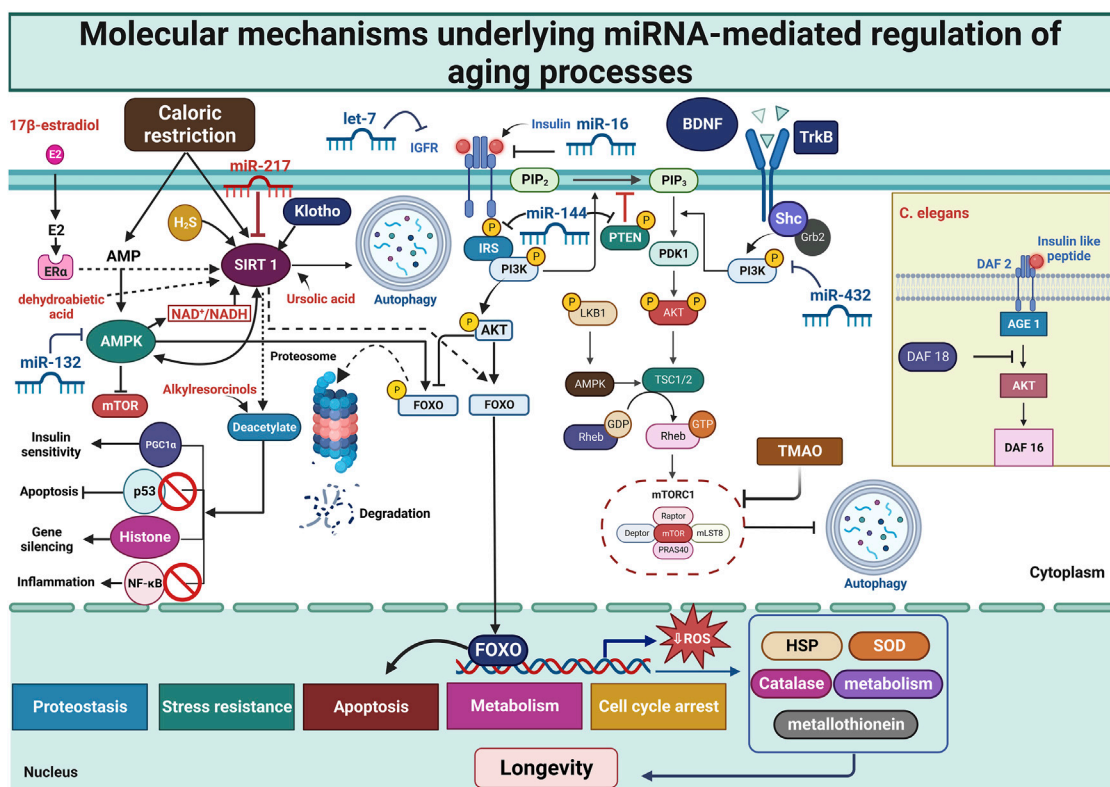 Molecular mechanisms underlying miRNA-mediated regulation of
aging processes
17β-estradiol
Caloric
restriction
let-7
IGFR
Insulin
miR-16
BDNF
TrkB
E2
miR-217
PIP₂
PIP₃
H₂S
Klotho
E2
AMP
ERα
SIRT 1
Autophagy
P
IRS
miR-144
P
PTEN
P
PI3K
PDK1
Shc
Grb2
P
PI3K
miR-432
dehydroabietic
acid
NAD⁺/NADH
Ursolic acid
miR-132
AMPK
mTOR
P
AKT
P
LKB1
P
P
AKT
Proteosome
Alkylresorcinols
Deacetylate
P
FOXO
FOXO
AMPK
TSC1/2
GDP
Rheb
GTP
Rheb
TMAO
Insulin
sensitivity
PGC1α
Apoptosis
p53
Gene
silencing
Histone
Inflammation
NF-κB
Degradation
mTORC1
Raptor
Deptor
mTOR
mLST8
PRAS40
Autophagy
Cytoplasm
C. elegans
Insulin like
peptide
DAF 2
AGE 1
DAF 18
AKT
DAF 16
FOXO
⇩ROS
HSP
SOD
Catalase
metabolism
metallothionein
Proteostasis
Stress resistance
Apoptosis
Metabolism
Cell cycle arrest
Longevity
Nucleus